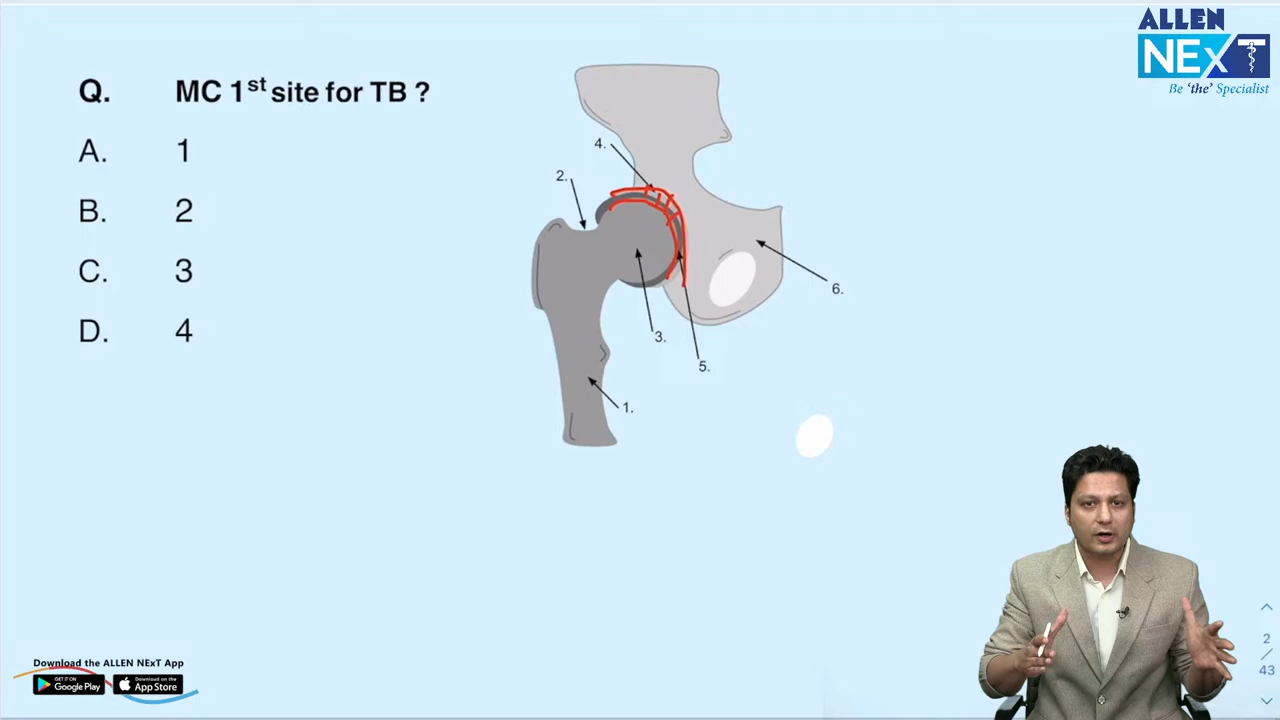 ALLEN
NExT
Be 'the' Specialist
Q. MC 1st site for TB ?
A. 1
B. 2
C. 3
D. 4
4.
2.
6.
3.
5.
1.
2
/
43
Download the ALLEN NExT App
GET IT ON
Google Play
Download on the
App Store